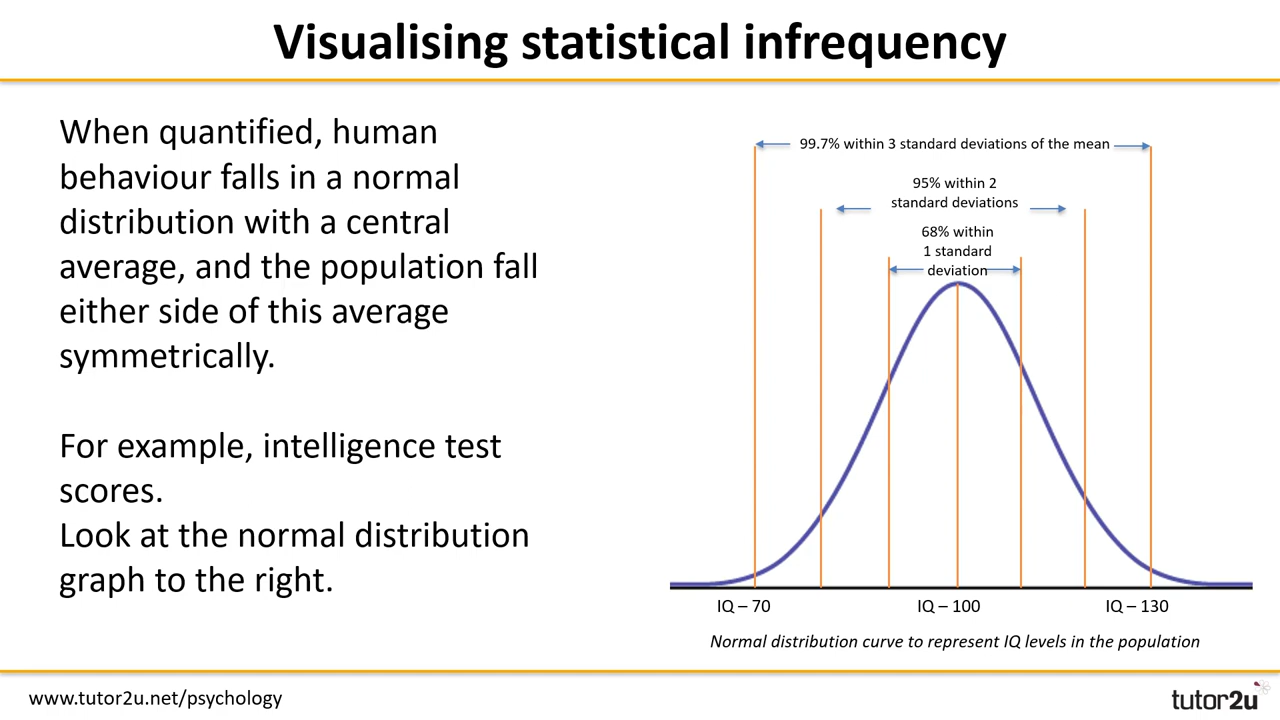 Visualising statistical infrequency
When quantified, human
behaviour falls in a normal
distribution with a central
average, and the population fall
either side of this average
symmetrically.
For example, intelligence test
scores.
Look at the normal distribution
graph to the right.
99.7% within 3 standard deviations of the mean
95% within 2
standard deviations
68% within
1 standard
deviation
IQ – 70
IQ – 100
IQ – 130
Normal distribution curve to represent IQ levels in the population
www.tutor2u.net/psychology
tutor2u